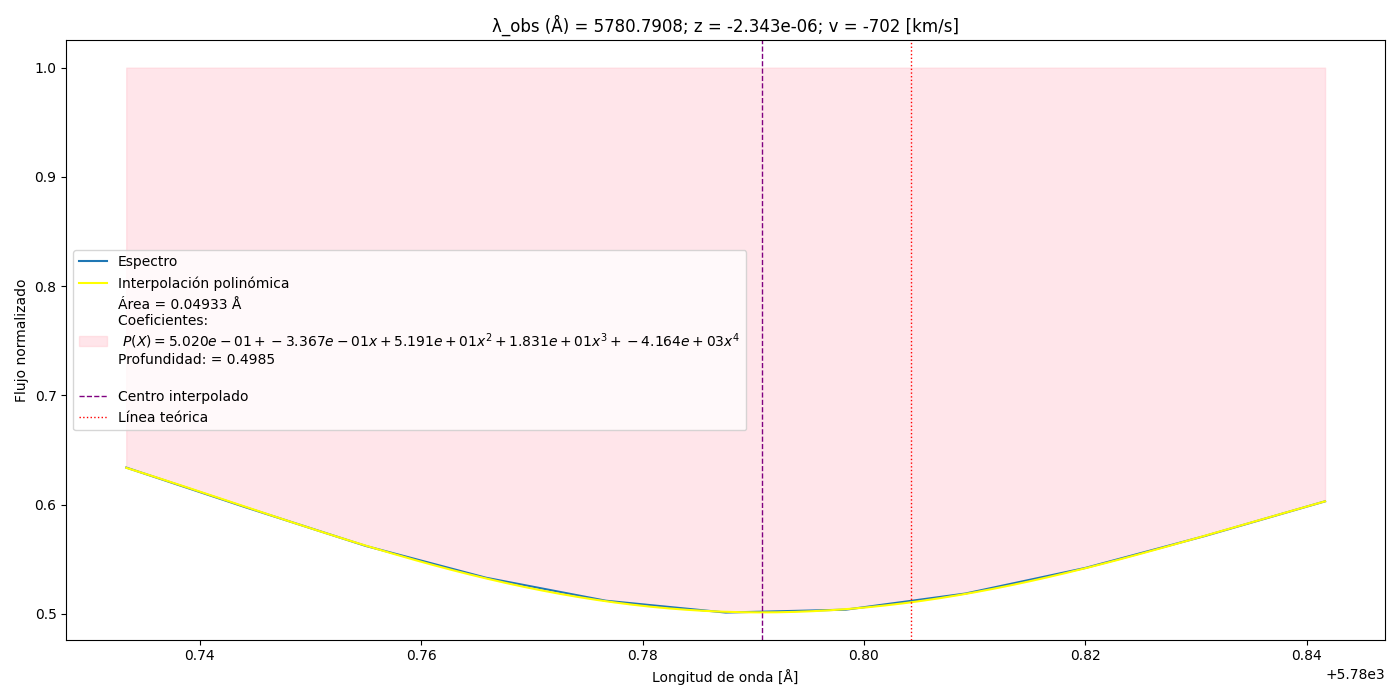 λ_obs (Å) = 5780.7908; z = -2.343e-06; v = -702 [km/s]
Flujo normalizado
1.0
0.9
0.8
0.7
0.6
0.5
Espectro
Interpolación polinómica
Área = 0.04933 Å
Coeficientes:
P(X) = 5.020e − 01 + −3.367e − 01x + 5.191e + 01x² + 1.831e + 01x³ + −4.164e + 03x⁴
Profundidad: = 0.4985
Centro interpolado
Línea teórica
0.74 0.76 0.78 0.80 0.82 0.84
+5.78e3
Longitud de onda [Å]